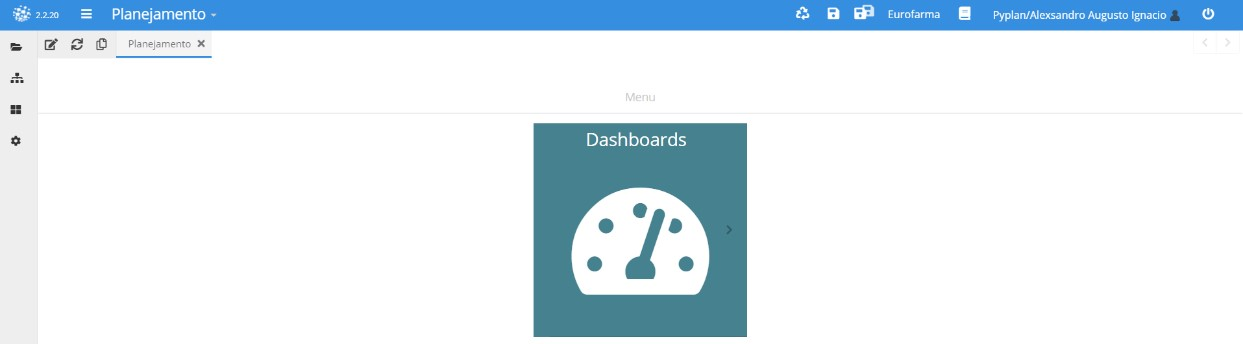 2.2.20
Planejamento
Eurofarma
Pyplan/Alexsandro Augusto Ignacio
Planejamento
Menu
Dashboards